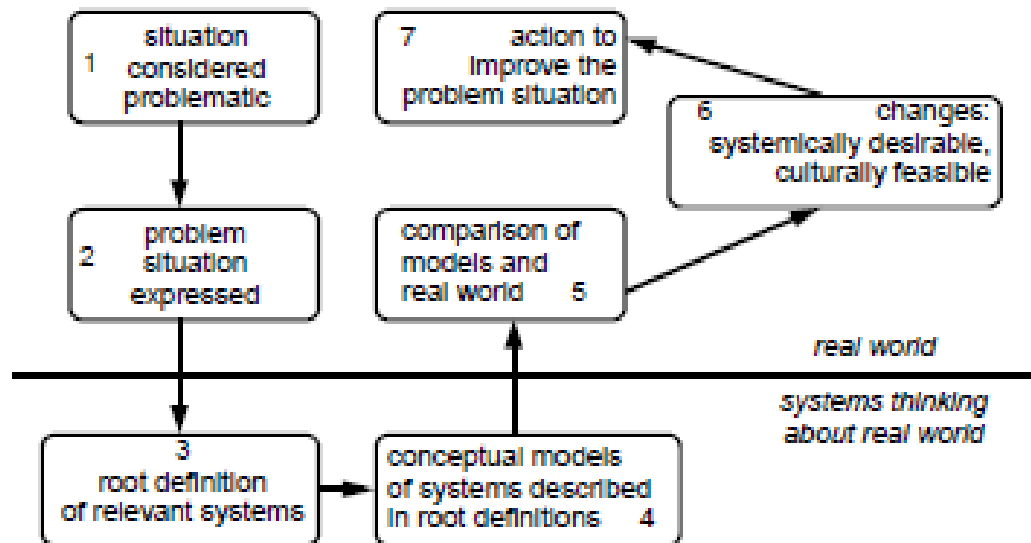 1
situation
considered
problematic
7 action to
improve the
problem situation
6 changes:
systemically desirable,
culturally feasible
2
problem
situation
expressed
comparison of
models and
real world 5
real world
systems thinking
about real world
3
root definition
of relevant systems
conceptual models
of systems described
in root definitions 4